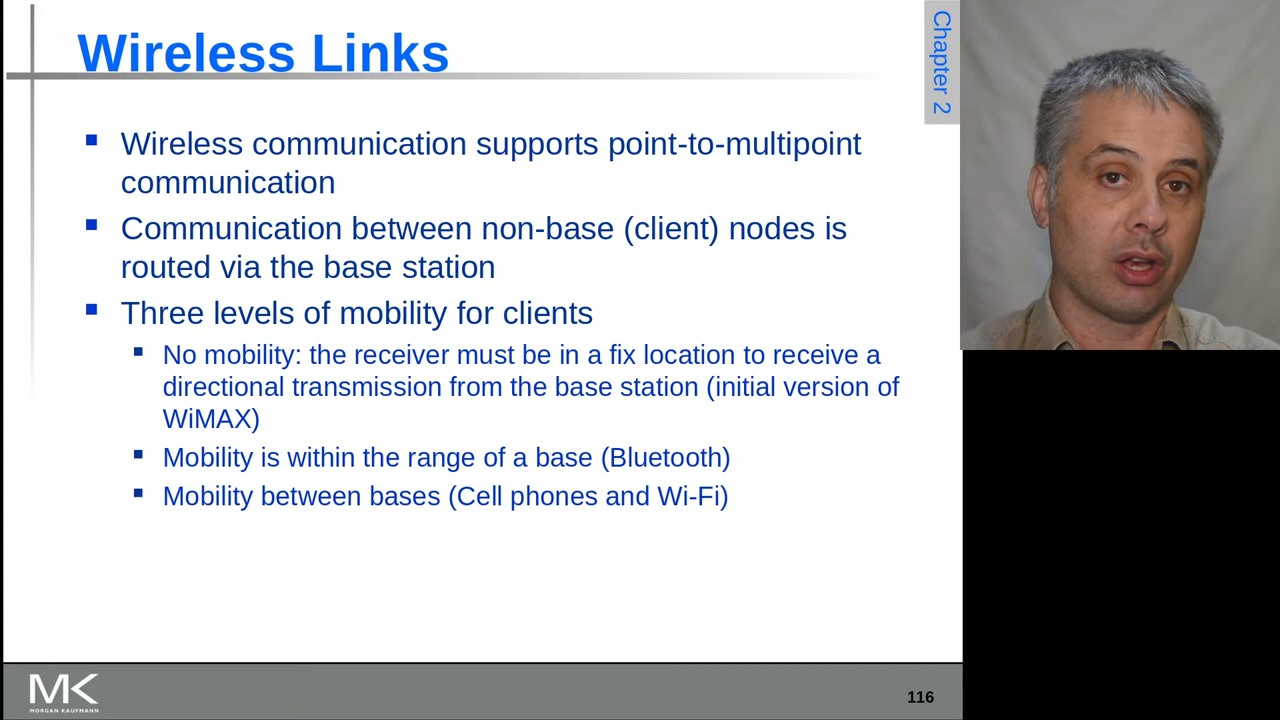 Wireless Links
Chapter 2
Wireless communication supports point-to-multipoint
communication
Communication between non-base (client) nodes is
routed via the base station
Three levels of mobility for clients
No mobility: the receiver must be in a fix location to receive a
directional transmission from the base station (initial version of
WiMAX)
Mobility is within the range of a base (Bluetooth)
Mobility between bases (Cell phones and Wi-Fi)
MK
MORGAN KAUFMANN
116